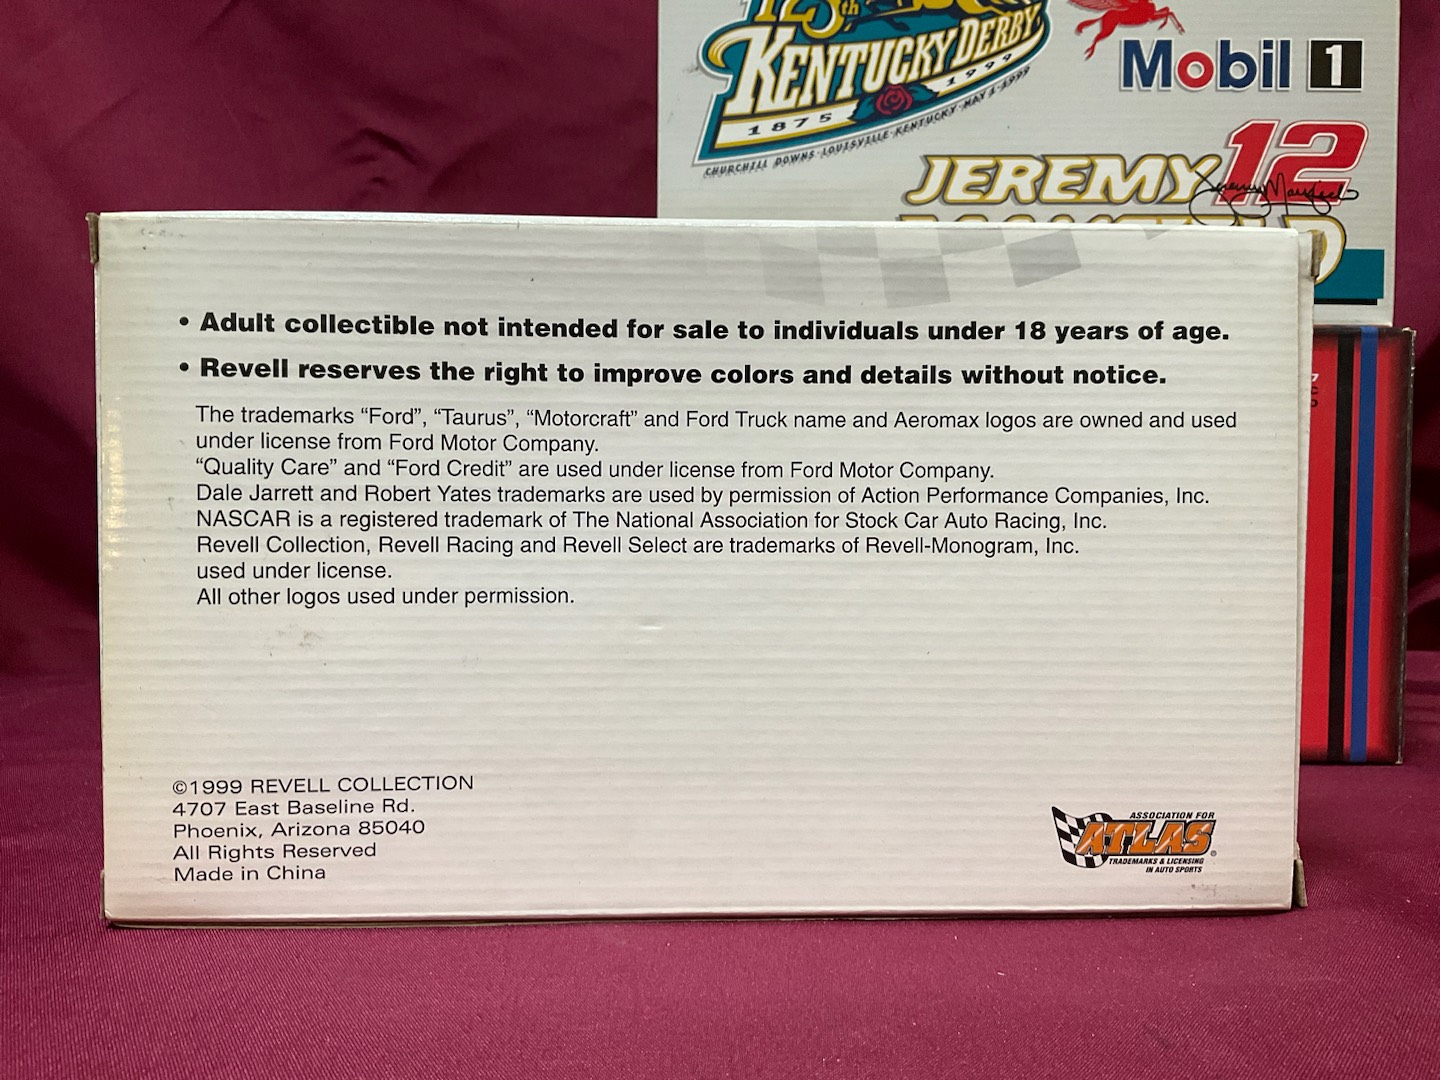 125th
KENTUCKY DERBY
1875 1999
CHURCHILL DOWNS · LOUISVILLE · KENTUCKY · MAY 1 · 1999
Mobil 1
JEREMY 12
• Adult collectible not intended for sale to individuals under 18 years of age.
• Revell reserves the right to improve colors and details without notice.
The trademarks “Ford”, “Taurus”, “Motorcraft” and Ford Truck name and Aeromax logos are owned and used
under license from Ford Motor Company.
“Quality Care” and “Ford Credit” are used under license from Ford Motor Company.
Dale Jarrett and Robert Yates trademarks are used by permission of Action Performance Companies, Inc.
NASCAR is a registered trademark of The National Association for Stock Car Auto Racing, Inc.
Revell Collection, Revell Racing and Revell Select are trademarks of Revell-Monogram, Inc.
used under license.
All other logos used under permission.
©1999 REVELL COLLECTION
4707 East Baseline Rd.
Phoenix, Arizona 85040
All Rights Reserved
Made in China
ASSOCIATION FOR
ATLAS®
TRADEMARKS & LICENSING
IN AUTO SPORTS